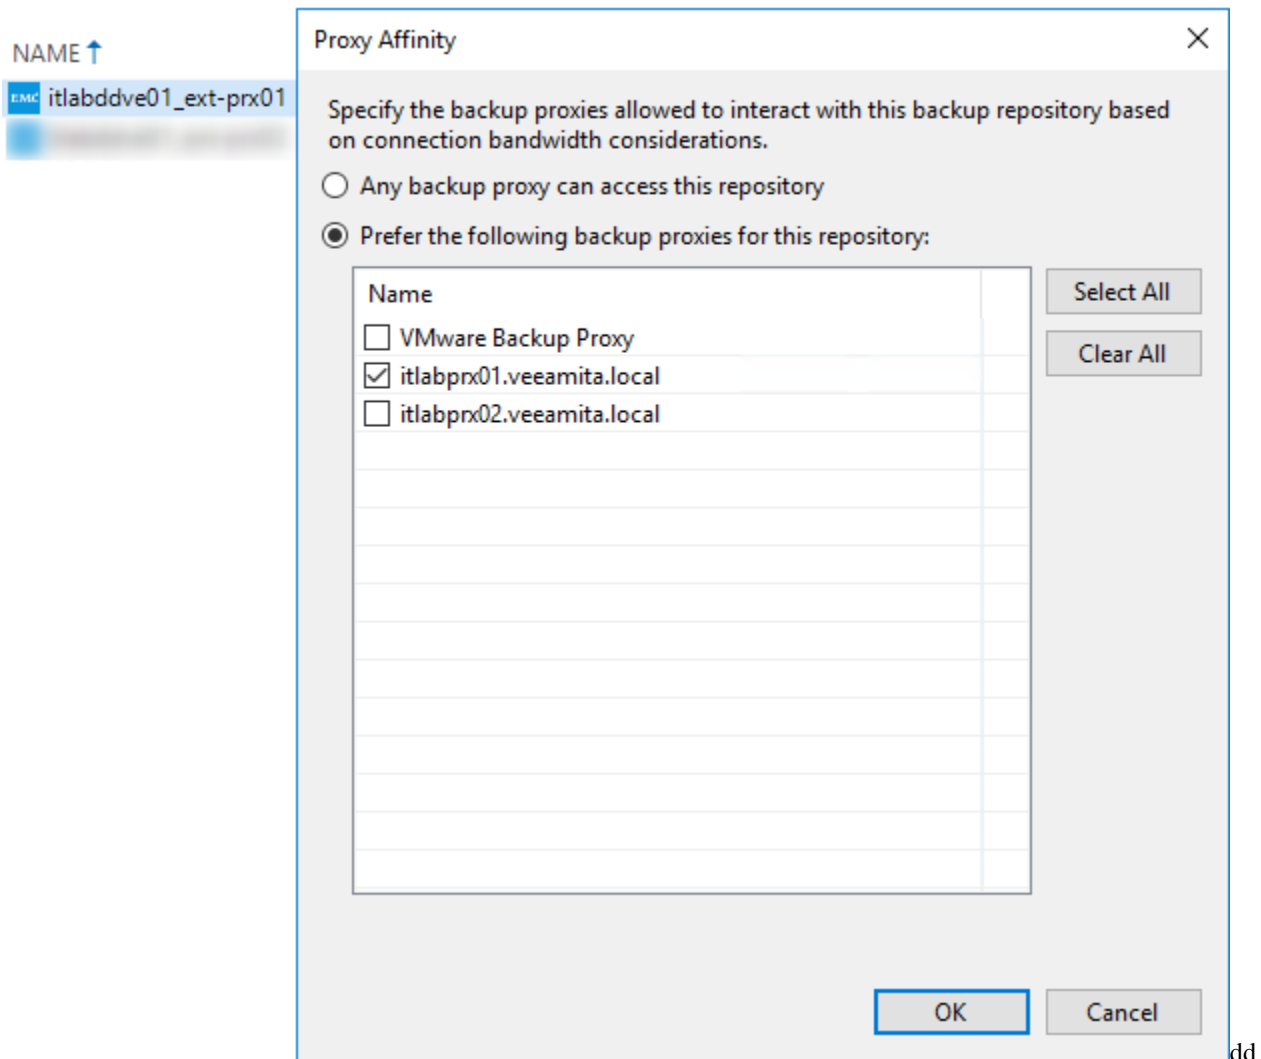 NAME
EMC itlabddve01_ext-prx01
Proxy Affinity
Specify the backup proxies allowed to interact with this backup repository based
on connection bandwidth considerations.
Any backup proxy can access this repository
Prefer the following backup proxies for this repository:
Name
VMware Backup Proxy
itlabprx01.veeamita.local
itlabprx02.veeamita.local
Select All
Clear All
OK
Cancel
dd